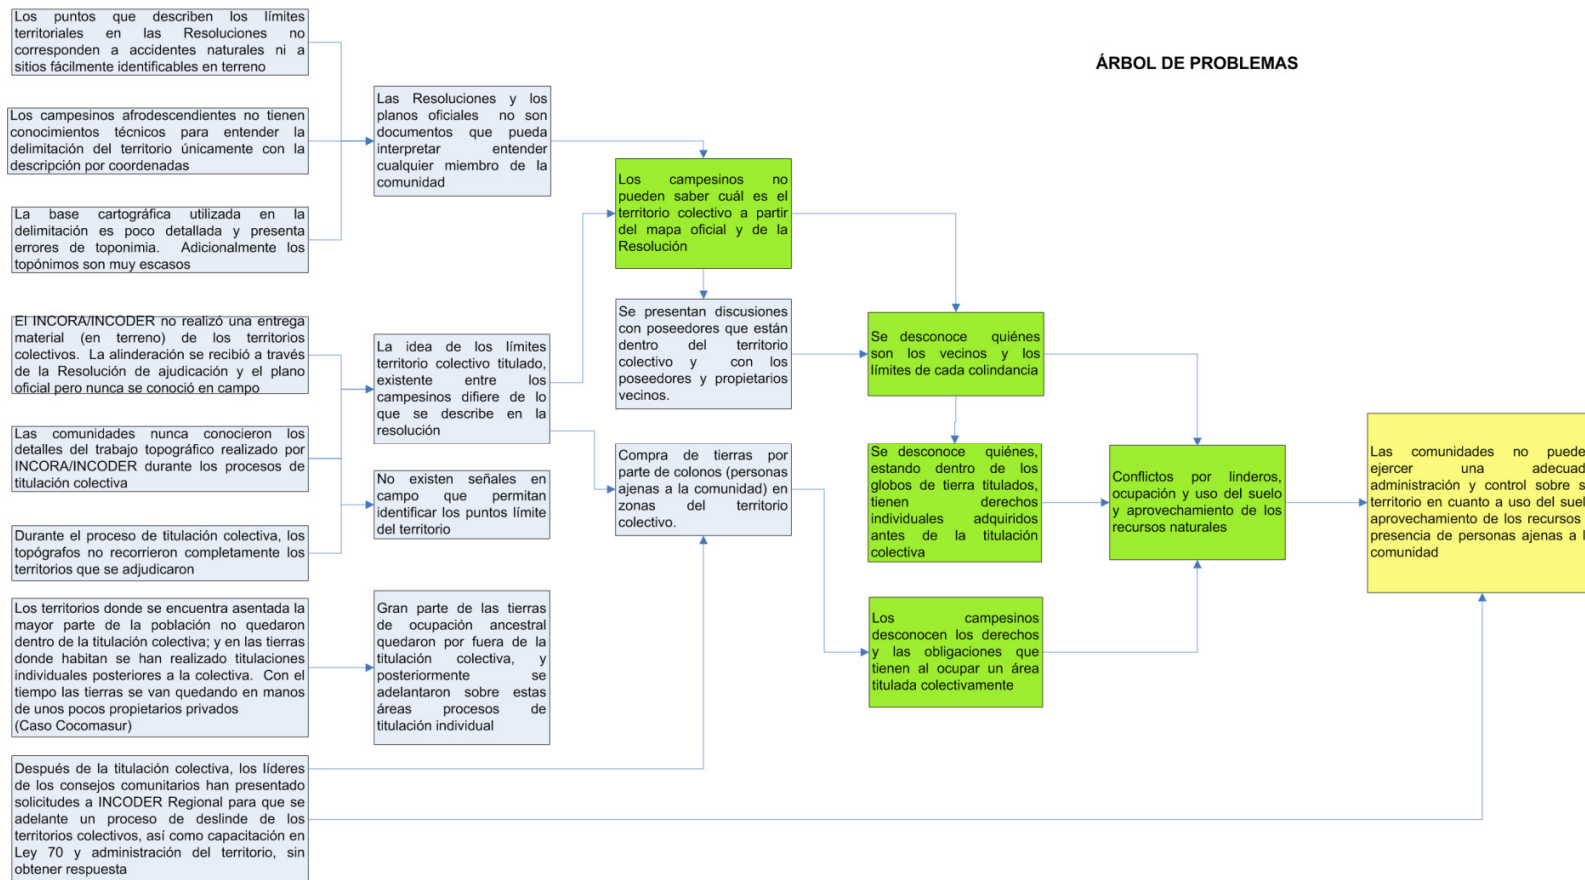 ÁRBOL DE PROBLEMAS
Los puntos que describen los límites
territoriales en las Resoluciones no
corresponden a accidentes naturales ni a
sitios fácilmente identificables en terreno
Los campesinos afrodescendientes no tienen
conocimientos técnicos para entender la
delimitación del territorio únicamente con la
descripción por coordenadas
La base cartográfica utilizada en la
delimitación es poco detallada y presenta
errores de toponimia. Adicionalmente los
topónimos son muy escasos
El INCORA/INCODER no realizó una entrega
material (en terreno) de los territorios
colectivos. La alinderación se recibió a través
de la Resolución de ajudicación y el plano
oficial pero nunca se conoció en campo
Las comunidades nunca conocieron los
detalles del trabajo topográfico realizado por
INCORA/INCODER durante los procesos de
titulación colectiva
Durante el proceso de titulación colectiva, los
topógrafos no recorrieron completamente los
territorios que se adjudicaron
Los territorios donde se encuentra asentada la
mayor parte de la población no quedaron
dentro de la titulación colectiva; y en las tierras
donde habitan se han realizado titulaciones
individuales posteriores a la colectiva. Con el
tiempo las tierras se van quedando en manos
de unos pocos propietarios privados
(Caso Cocomasur)
Después de la titulación colectiva, los líderes
de los consejos comunitarios han presentado
solicitudes a INCODER Regional para que se
adelante un proceso de deslinde de los
territorios colectivos, así como capacitación en
Ley 70 y administración del territorio, sin
obtener respuesta
Las Resoluciones y los
planos oficiales no son
documentos que pueda
interpretar entender
cualquier miembro de la
comunidad
La idea de los límites
territorio colectivo titulado,
existente entre los
campesinos difiere de lo
que se describe en la
resolución
No existen señales en
campo que permitan
identificar los puntos límite
del territorio
Gran parte de las tierras
de ocupación ancestral
quedaron por fuera de la
titulación colectiva, y
posteriormente se
adelantaron sobre estas
áreas procesos de
titulación individual
Los campesinos no
pueden saber cuál es el
territorio colectivo a partir
del mapa oficial y de la
Resolución
Se presentan discusiones
con poseedores que están
dentro del territorio
colectivo y con los
poseedores y propietarios
vecinos.
Compra de tierras por
parte de colonos (personas
ajenas a la comunidad) en
zonas del territorio
colectivo.
Se desconoce quiénes
son los vecinos y los
límites de cada colindancia
Se desconoce quiénes,
estando dentro de los
globos de tierra titulados,
tienen derechos
individuales adquiridos
antes de la titulación
colectiva
Los campesinos
desconocen los derechos
y las obligaciones que
tienen al ocupar un área
titulada colectivamente
Conflictos por linderos,
ocupación y uso del suelo
y aprovechamiento de los
recursos naturales
Las comunidades no puede
ejercer una adecuad
administración y control sobre s
territorio en cuanto a uso del suel
aprovechamiento de los recursos
presencia de personas ajenas a l
comunidad